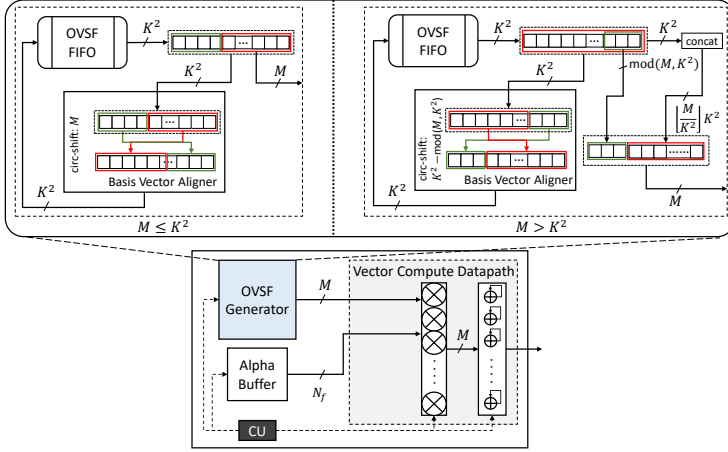 OVSF
FIFO
K²
...
K²
M
circ-shift: M
...
...
Basis Vector Aligner
K²
M ≤ K²
OVSF
FIFO
K²
...
K²
concat
K²
mod(M, K²)
⌊M/K²⌋ K²
circ-shift:
K² −mod(M, K²)
...
...
Basis Vector Aligner
......
K²
M
M > K²
OVSF
Generator
M
Vector Compute Datapath
M
Alpha
Buffer
N_f
CU